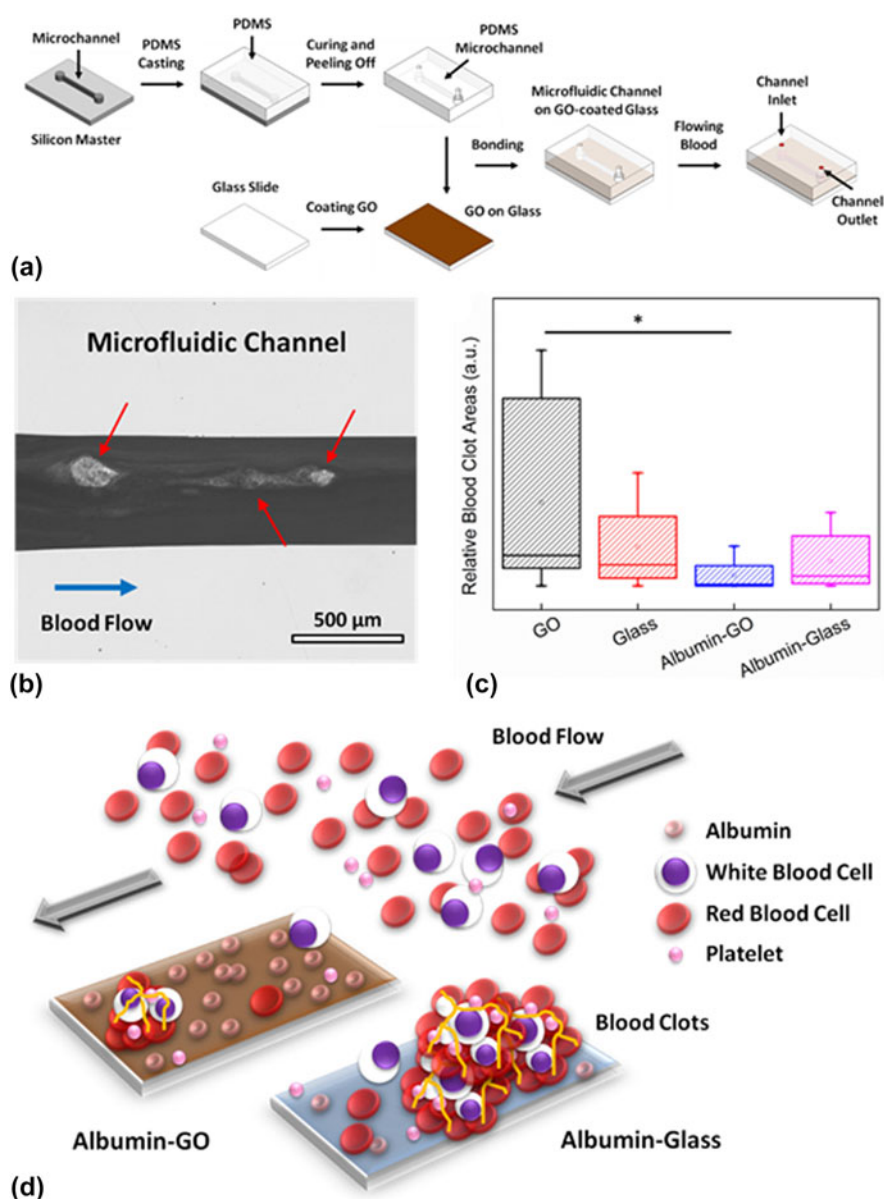 Microchannel
PDMS
Casting
PDMS
Curing and
Peeling Off
PDMS
Microchannel
Silicon Master
Bonding
Microfluidic Channel
on GO-coated Glass
Flowing
Blood
Channel
Inlet
Channel
Outlet
Glass Slide
Coating GO
GO on Glass
(a)
Microfluidic Channel
Blood Flow
500 μm
(b)
Relative Blood Clot Areas (a.u.)
*
GO
Glass
Albumin-GO
Albumin-Glass
(c)
Blood Flow
Albumin
White Blood Cell
Red Blood Cell
Platelet
Blood Clots
Albumin-GO
Albumin-Glass
(d)